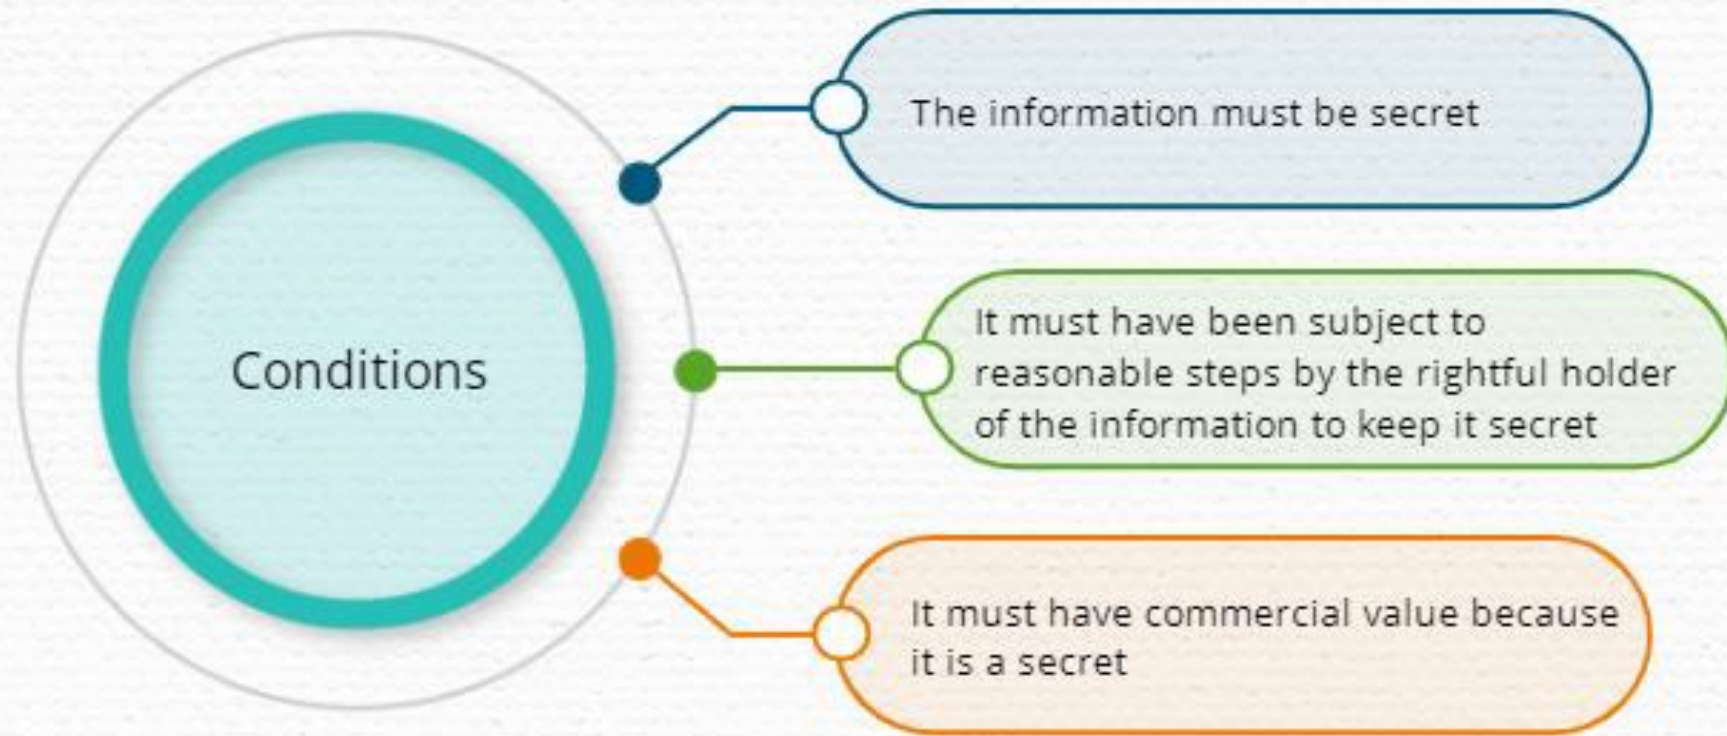 Conditions
The information must be secret
It must have been subject to
reasonable steps by the rightful holder
of the information to keep it secret
It must have commercial value because
it is a secret